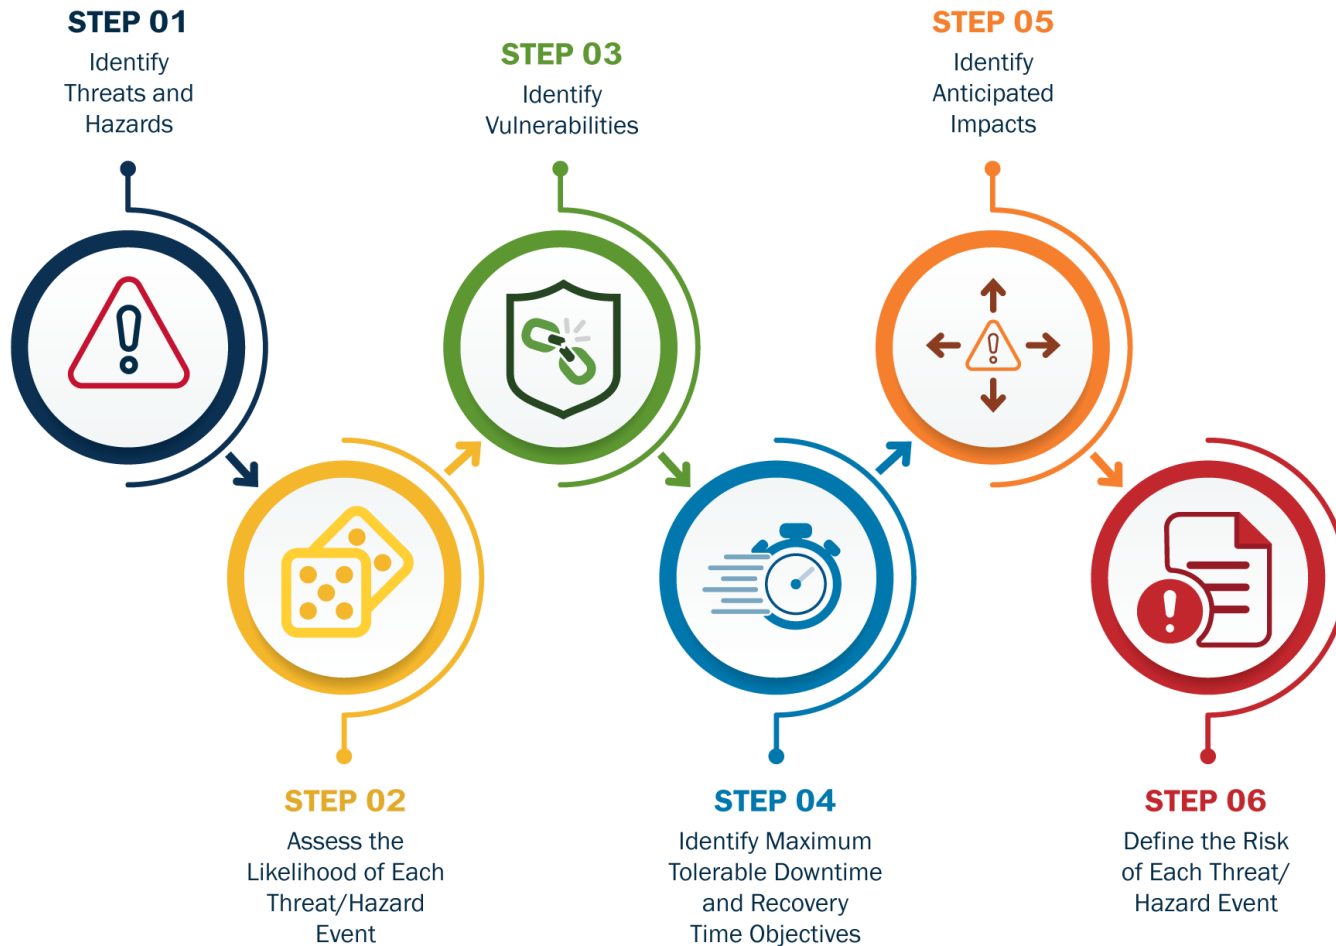 STEP 01
Identify
Threats and
Hazards
STEP 02
Assess the
Likelihood of Each
Threat/Hazard
Event
STEP 03
Identify
Vulnerabilities
STEP 04
Identify Maximum
Tolerable Downtime
and Recovery
Time Objectives
STEP 05
Identify
Anticipated
Impacts
STEP 06
Define the Risk
of Each Threat/
Hazard Event